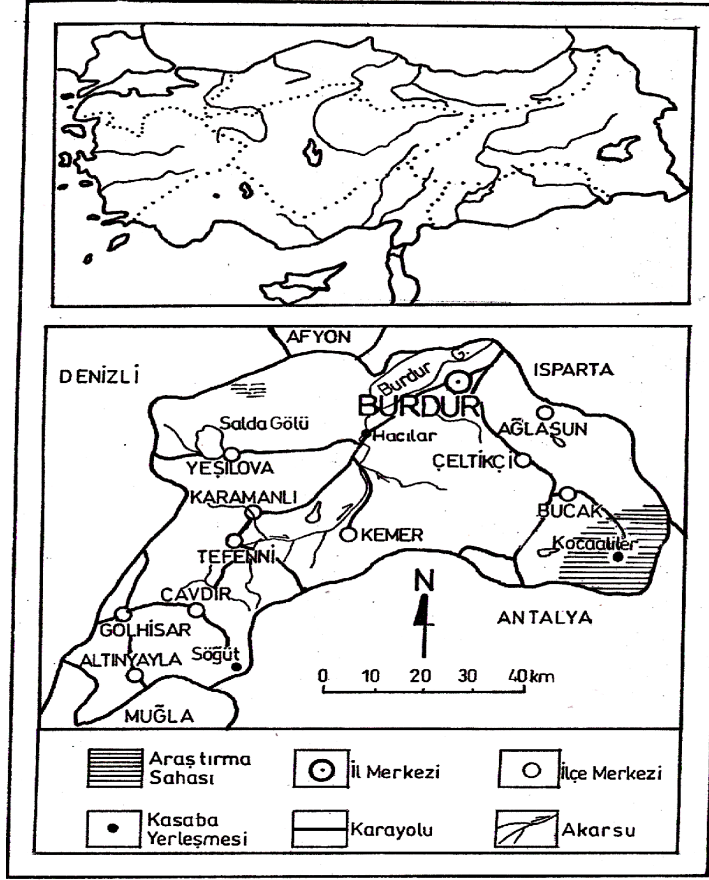 AFYON
DENİZLİ
Burdur G.
ISPARTA
BURDUR
Salda Gölü
Hacılar
AĞLASUN
YEŞİLOVA
ÇELTİKÇİ
KARAMANLI
BUCAK
KEMER
Kocaaliler
TEFENNİ
N
ÇAVDIR
ANTALYA
GÖLHİSAR
ALTINYAYLA
Söğüt
0 10 20 30 40 km
MUĞLA
Araştırma
Sahası
İl Merkezi
İlçe Merkezi
Kasaba
Yerleşmesi
Karayolu
Akarsu